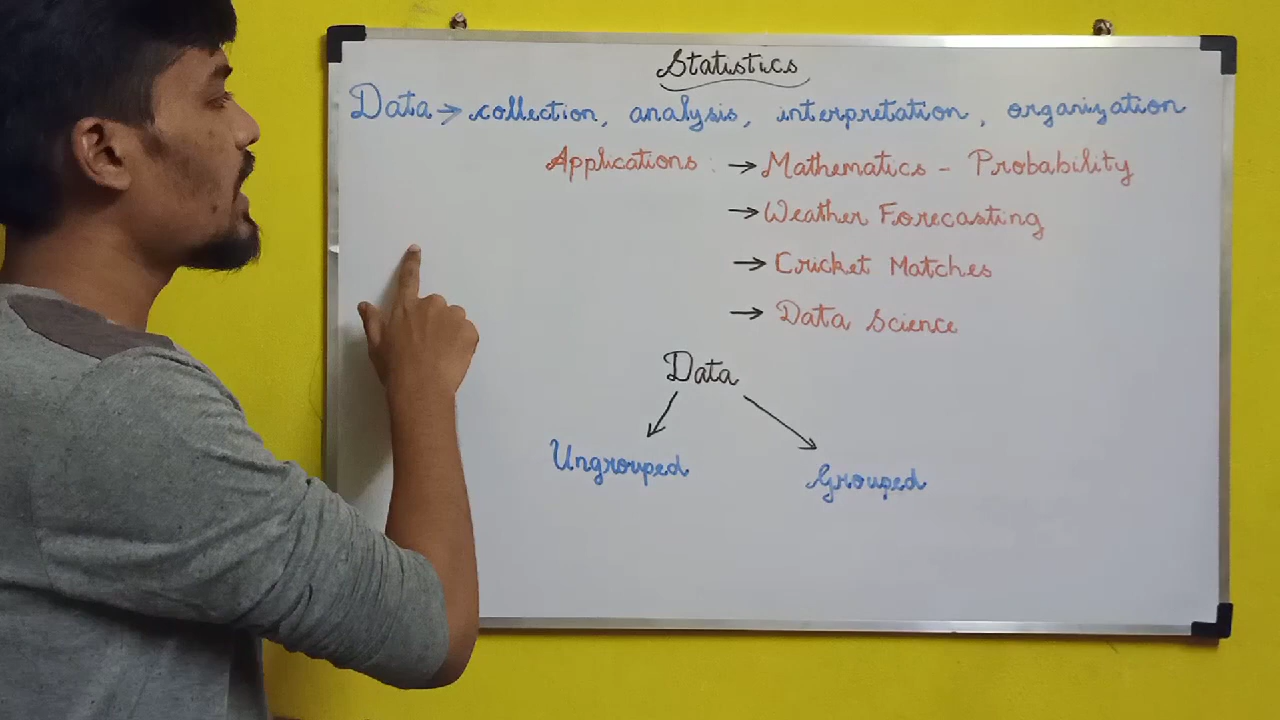 Statistics
Data → collection, analysis, interpretation, organization
Applications : → Mathematics - Probability
→ Weather Forecasting
→ Cricket Matches
→ Data Science
Data
Ungrouped Grouped